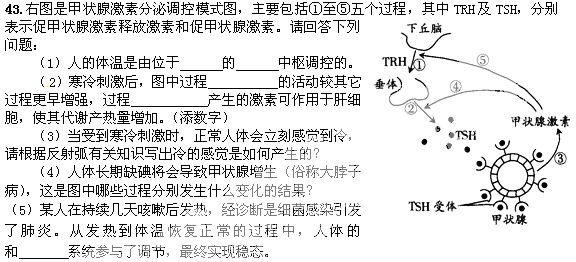 43.右图是甲状腺激素分泌调控模式图，主要包括①至⑤五个过程，其中 TRH及 TSH，分别
表示促甲状腺激素释放激素和促甲状腺激素。请回答下列
问题：
（1）人的体温是由位于______的______中枢调控的。
（2）寒冷刺激后，图中过程__________的活动较其它
过程更早增强，过程__________产生的激素可作用于肝细
胞，使其代谢产热量增加。（添数字）
（3）当受到寒冷刺激时，正常人体会立刻感觉到冷，
请根据反射弧有关知识写出冷的感觉是如何产生的？
（4）人体长期缺碘将会导致甲状腺增生（俗称大脖子
病），这是图中哪些过程分别发生什么变化的结果？
（5）某人在持续几天咳嗽后发热，经诊断是细菌感染引发
了肺炎。从发热到体温恢复正常的过程中，人体的
和______系统参与了调节，最终实现稳态。
下丘脑
TRH
①
⑤
垂体
④
②
TSH
甲状腺激素
③
TSH 受体
甲状腺